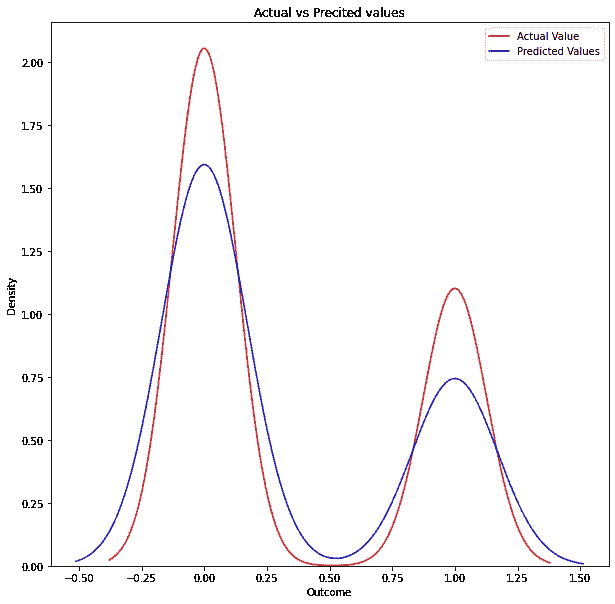 Actual vs Precited values
Actual Value
Predicted Values
2.00
1.75
1.50
1.25
1.00
0.75
0.50
0.25
0.00
Density
−0.50 −0.25 0.00 0.25 0.50 0.75 1.00 1.25 1.50
Outcome